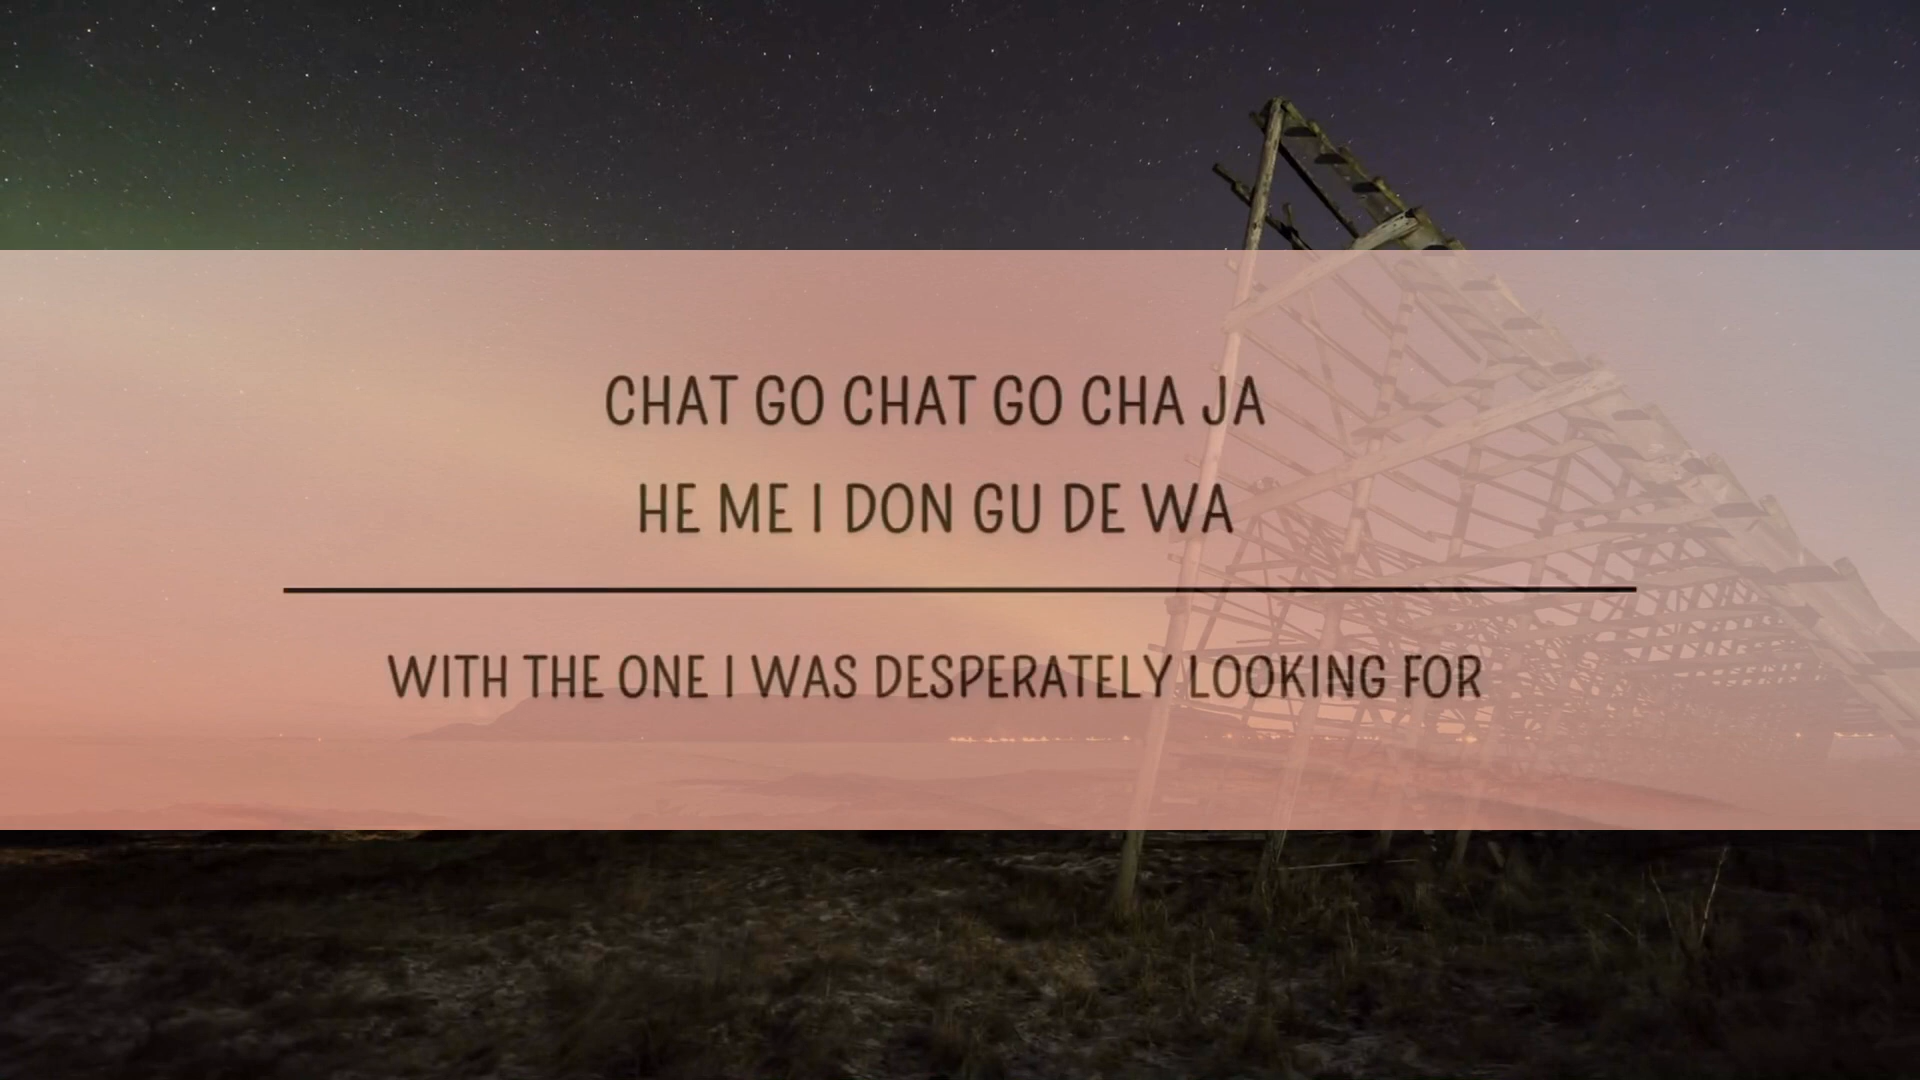 CHAT GO CHAT GO CHA JA
HE ME I DON GU DE WA
WITH THE ONE I WAS DESPERATELY LOOKING FOR